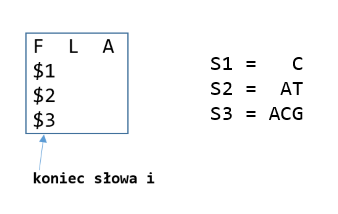 F L A
$1
$2
$3
koniec słowa i
S1 = C
S2 = AT
S3 = ACG